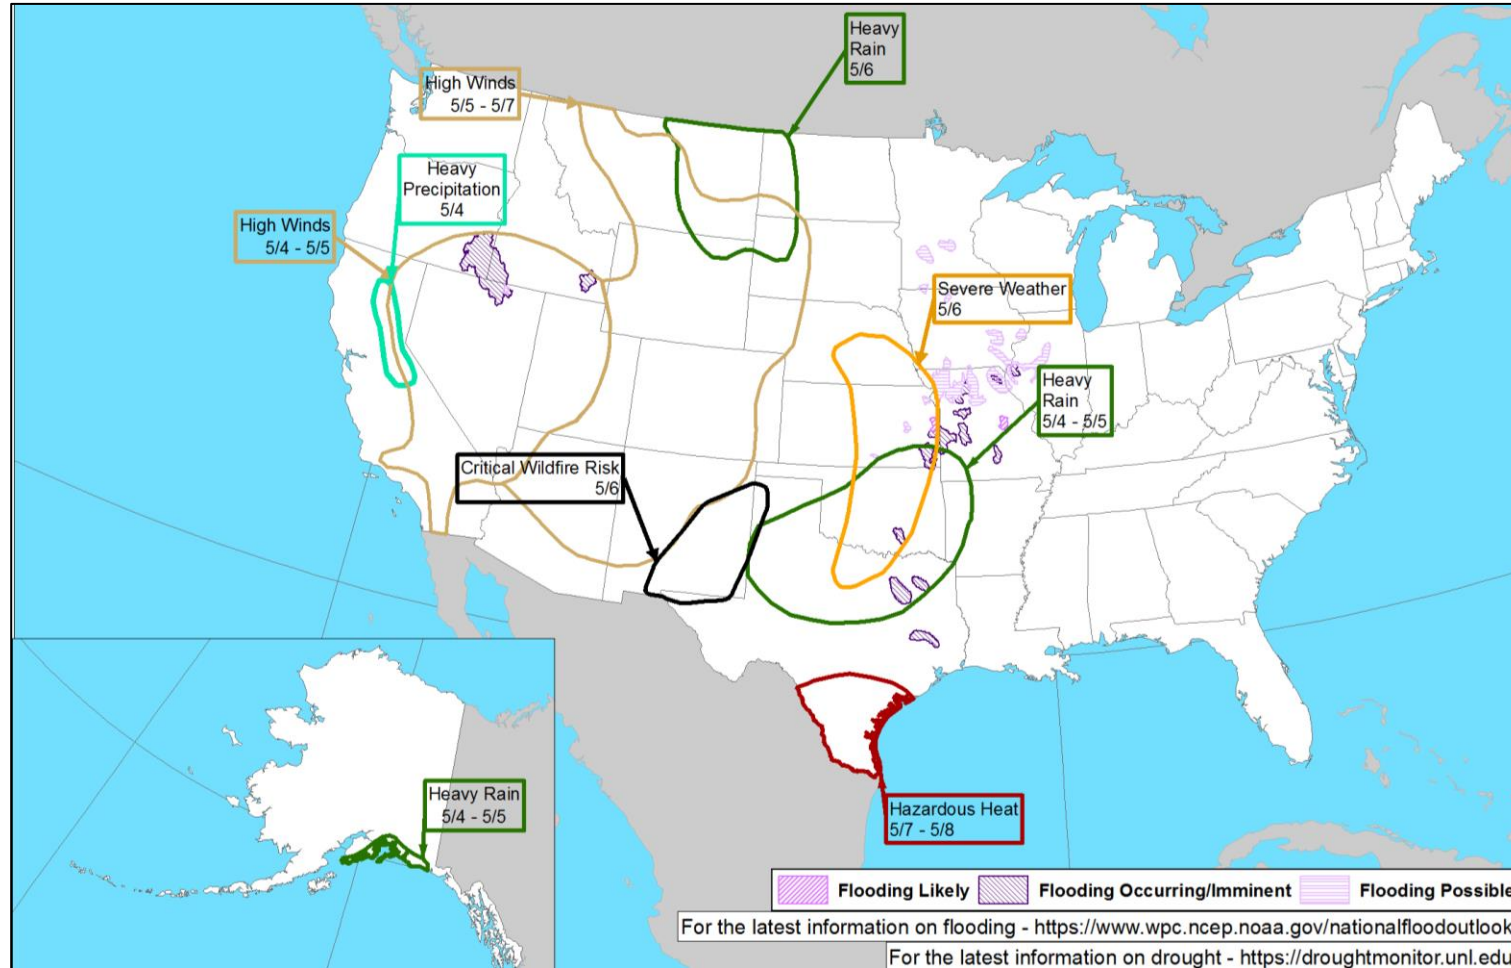 Heavy
Rain
5/6
High Winds
5/5 - 5/7
Heavy
Precipitation
5/4
High Winds
5/4 - 5/5
Severe Weather
5/6
Heavy
Rain
5/4 - 5/5
Critical Wildfire Risk
5/6
Heavy Rain
5/4 - 5/5
Hazardous Heat
5/7 - 5/8
Flooding Likely Flooding Occurring/Imminent Flooding Possible
For the latest information on flooding - https://www.wpc.ncep.noaa.gov/nationalfloodoutlook
For the latest information on drought - https://droughtmonitor.unl.edu